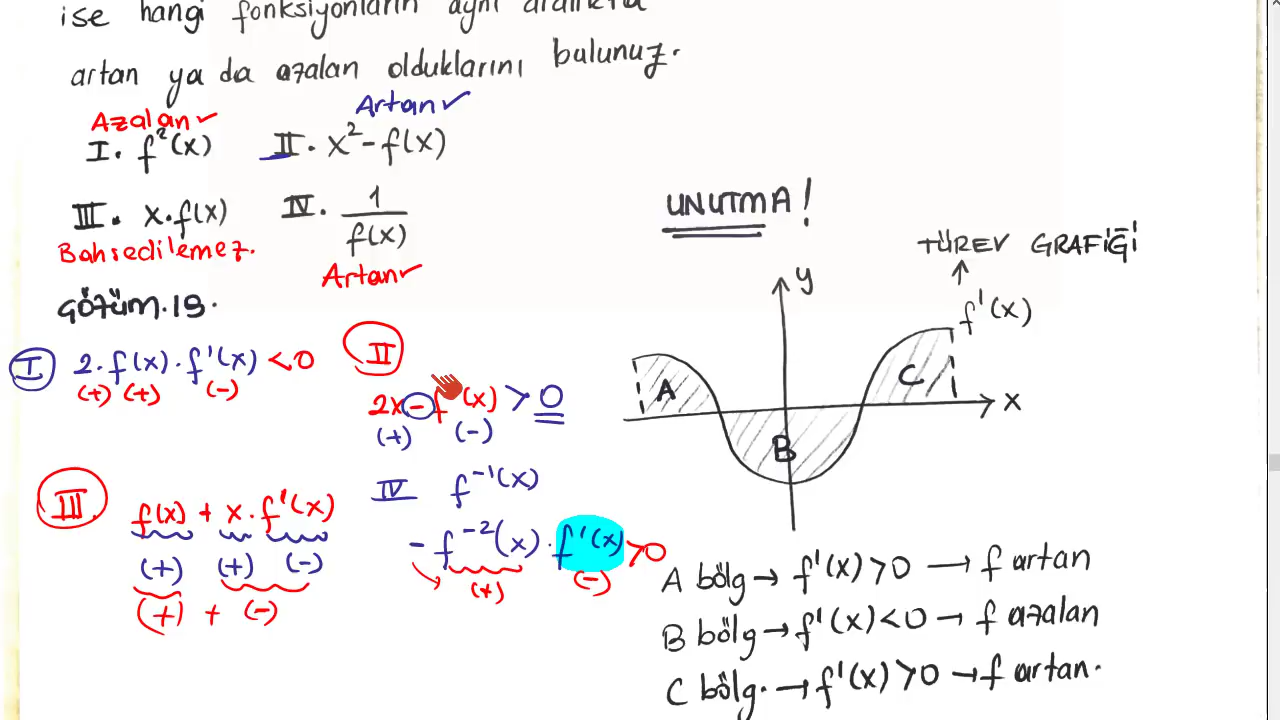 ise hangi fonksiyonların aynı aralıkta
artan ya da azalan olduklarını bulunuz.
Azalan ✓
Artan ✓
I. f²(x)
II. x² - f(x)
III. x.f(x)
IV. 1/f(x)
Bahsedilemez.
Artan ✓
Çözüm.19.
I 2.f(x).f'(x) < 0
(+) (+) (-)
II
2x - f'(x) > 0
(+) (-)
III
f(x) + x.f'(x)
(+) (+) (-)
(+) + (-)
IV f⁻¹(x)
-f⁻²(x).f'(x) > 0
(+) (-)
UNUTMA!
TÜREV GRAFİĞİ
y
f'(x)
A
C
x
B
A bölg → f'(x) > 0 → f artan
B bölg → f'(x) < 0 → f azalan
C bölg. → f'(x) > 0 → f artan.